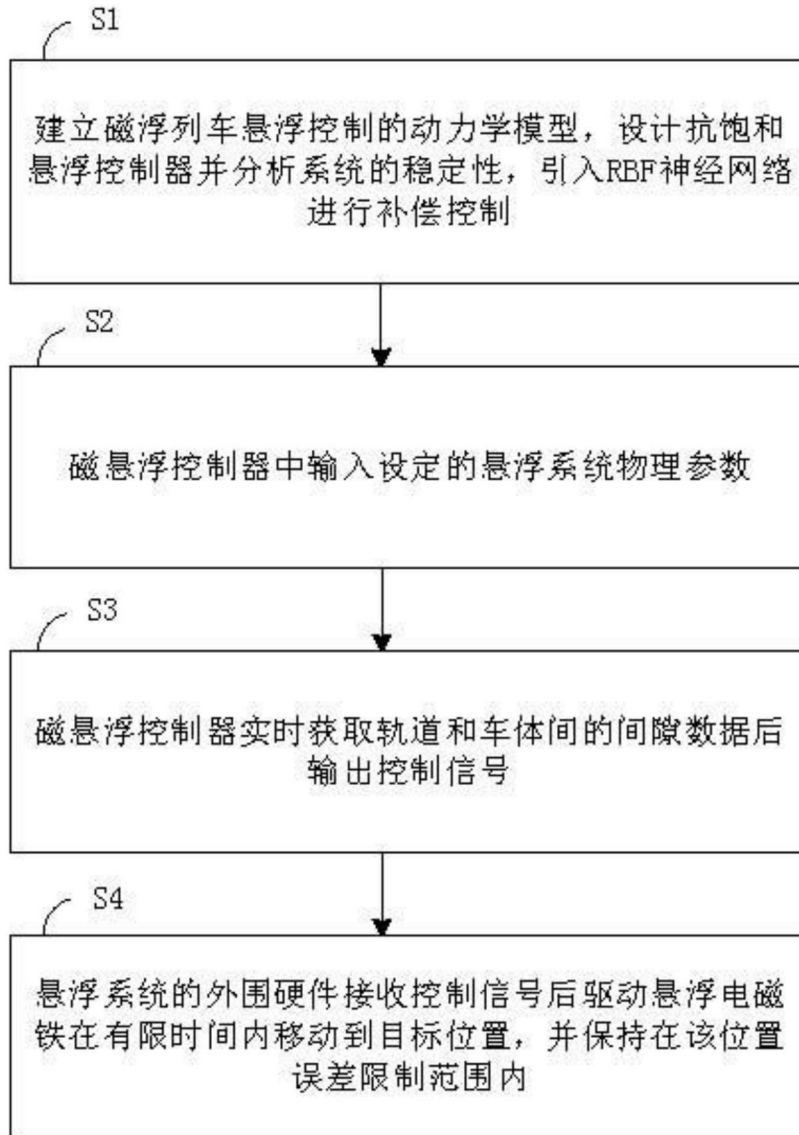 S1
建立磁浮列车悬浮控制的动力学模型，设计抗饱和
悬浮控制器并分析系统的稳定性，引入RBF神经网络
进行补偿控制
S2
磁悬浮控制器中输入设定的悬浮系统物理参数
S3
磁悬浮控制器实时获取轨道和车体间的间隙数据后
输出控制信号
S4
悬浮系统的外围硬件接收控制信号后驱动悬浮电磁
铁在有限时间内移动到目标位置，并保持在该位置
误差限制范围内